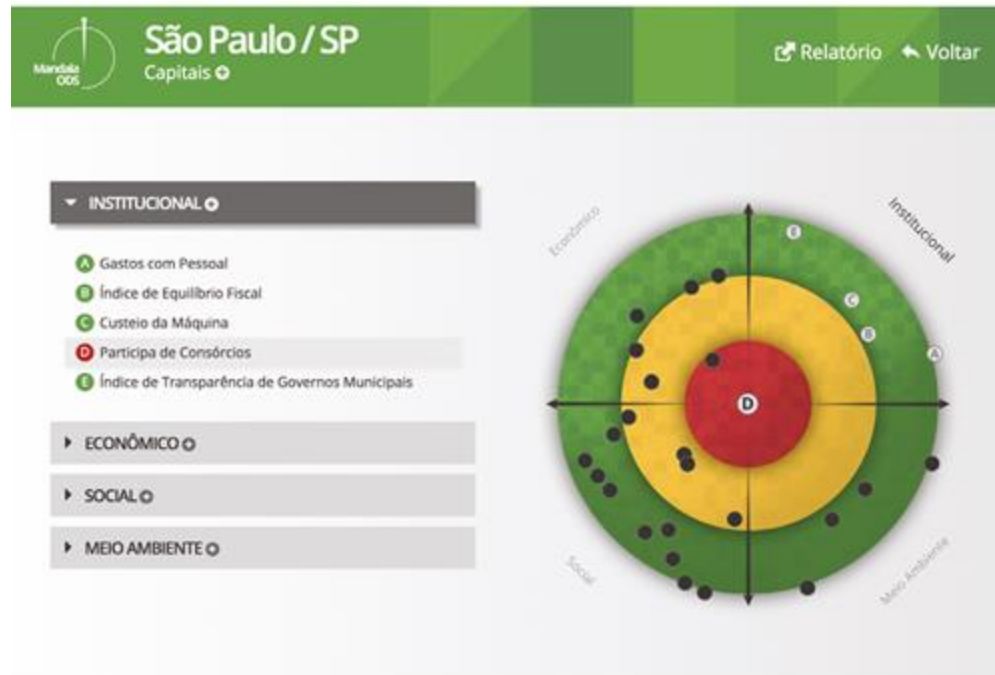 Mandala
ODS
São Paulo / SP
Capitais
Relatório
Voltar
INSTITUCIONAL
A Gastos com Pessoal
B Índice de Equilíbrio Fiscal
C Custeio da Máquina
D Participa de Consórcios
E Índice de Transparência de Governos Municipais
ECONÔMICO
SOCIAL
MEIO AMBIENTE
Econômico
Institucional
E
C
B
A
D
Social
Meio Ambiente